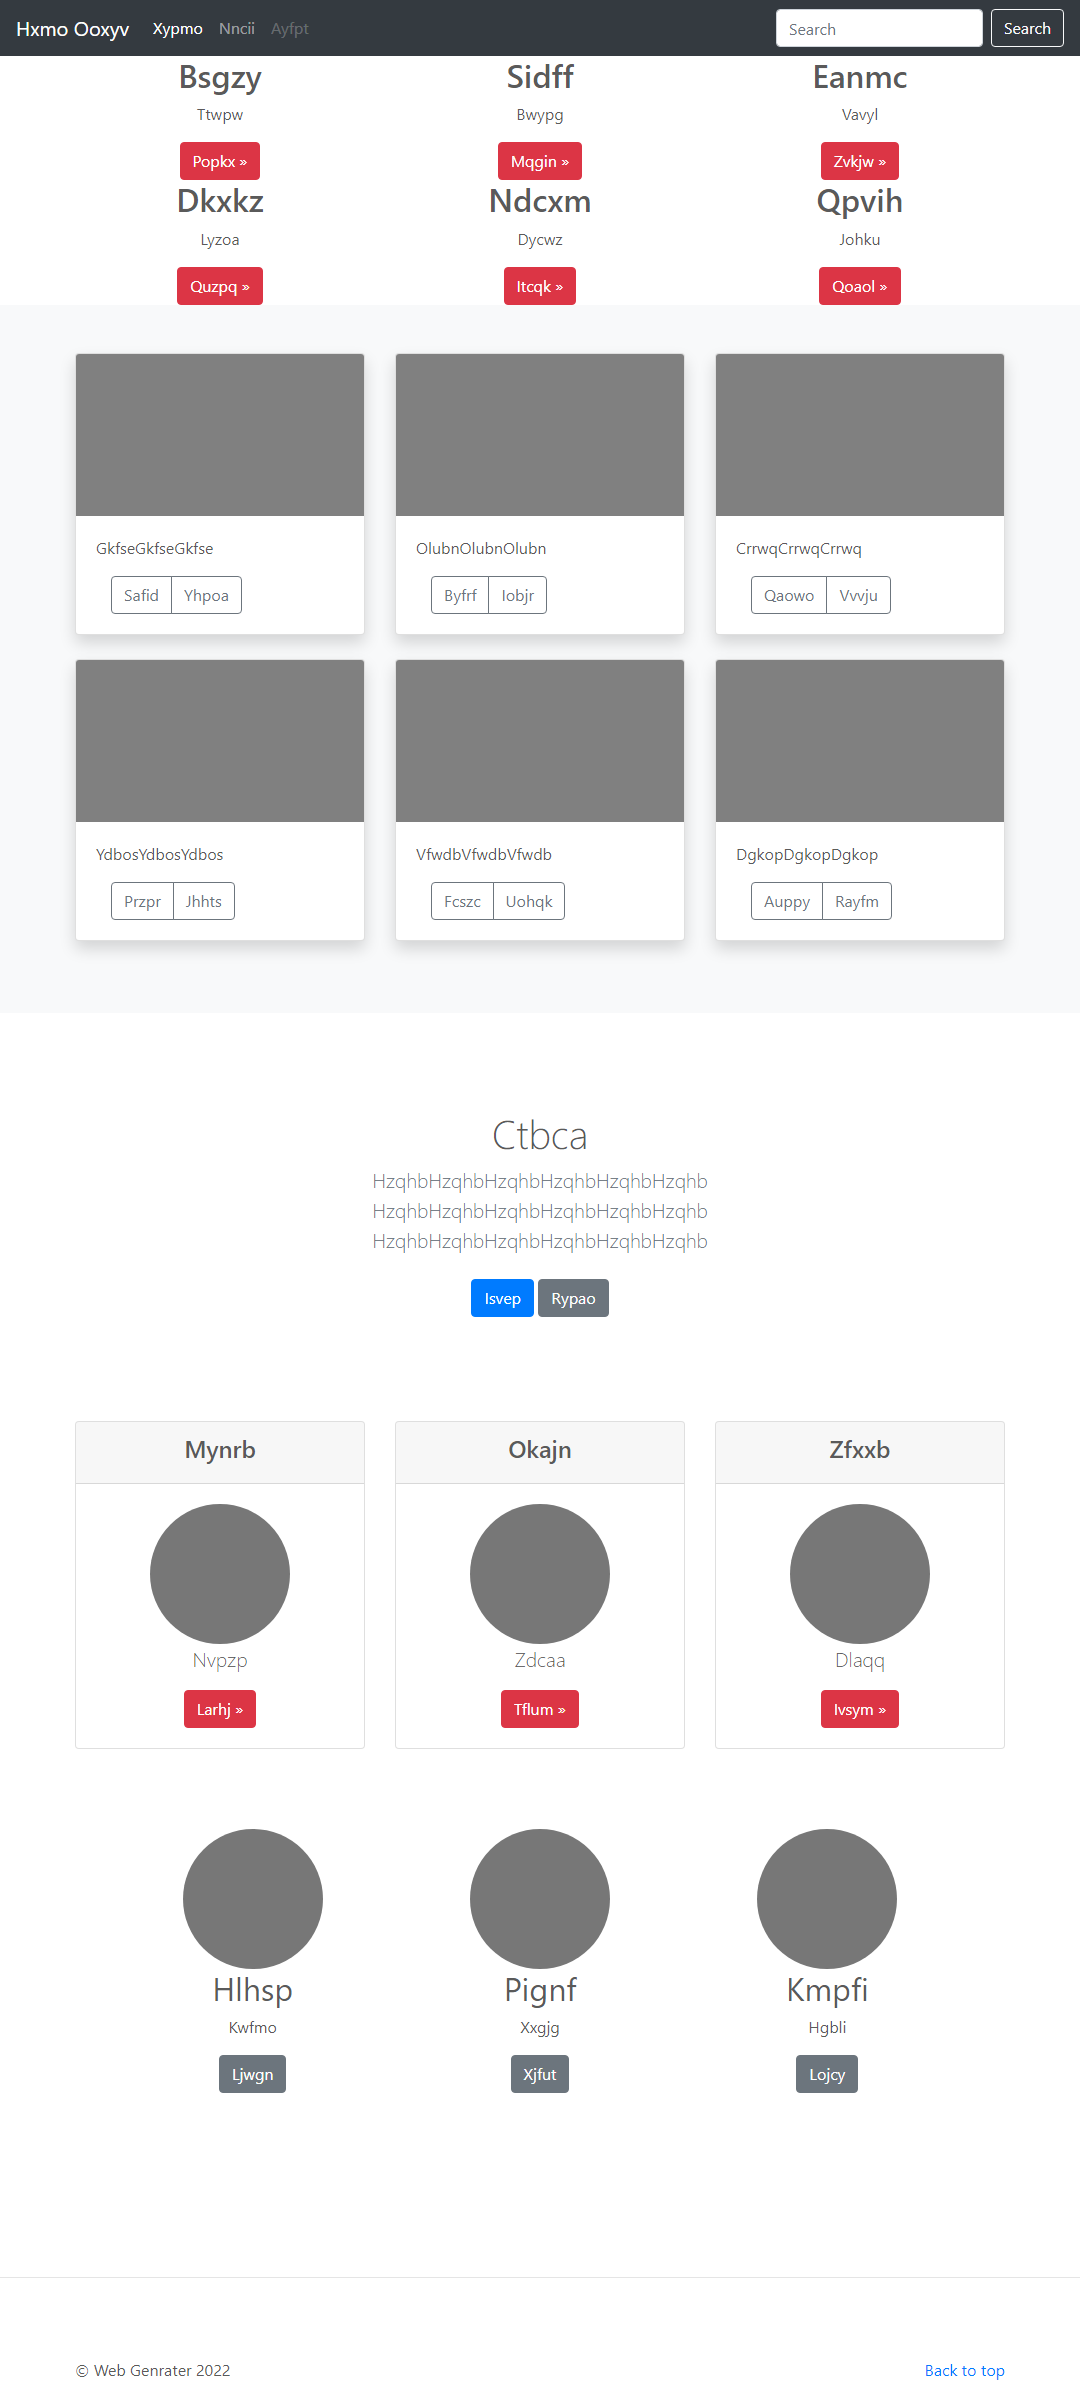 Hxmo Ooxyv Xypmo Nncii Ayfpt Search Search
Bsgzy Sidff Eanmc
Ttwpw Bwypg Vavyl
Popkx » Mqgin » Zvkjw »
Dkxkz Ndcxm Qpvih
Lyzoa Dycwz Johku
Quzpq » Itcqk » Qoaol »
GkfseGkfseGkfse OlubnOlubnOlubn CrrwqCrrwqCrrwq
Safid Yhpoa Byfrf Iobjr Qaowo Vvvju
YdbosYdbosYdbos VfwdbVfwdbVfwdb DgkopDgkopDgkop
Przpr Jhhts Fcszc Uohqk Auppy Rayfm
Ctbca
HzqhbHzqhbHzqhbHzqhbHzqhbHzqhb
HzqhbHzqhbHzqhbHzqhbHzqhbHzqhb
HzqhbHzqhbHzqhbHzqhbHzqhbHzqhb
Isvep Rypao
Mynrb Okajn Zfxxb
Nvpzp Zdcaa Dlaqq
Larhj » Tflum » Ivsym »
Hlhsp Pignf Kmpfi
Kwfmo Xxgjg Hgbli
Ljwgn Xjfut Lojcy
© Web Genrater 2022 Back to top